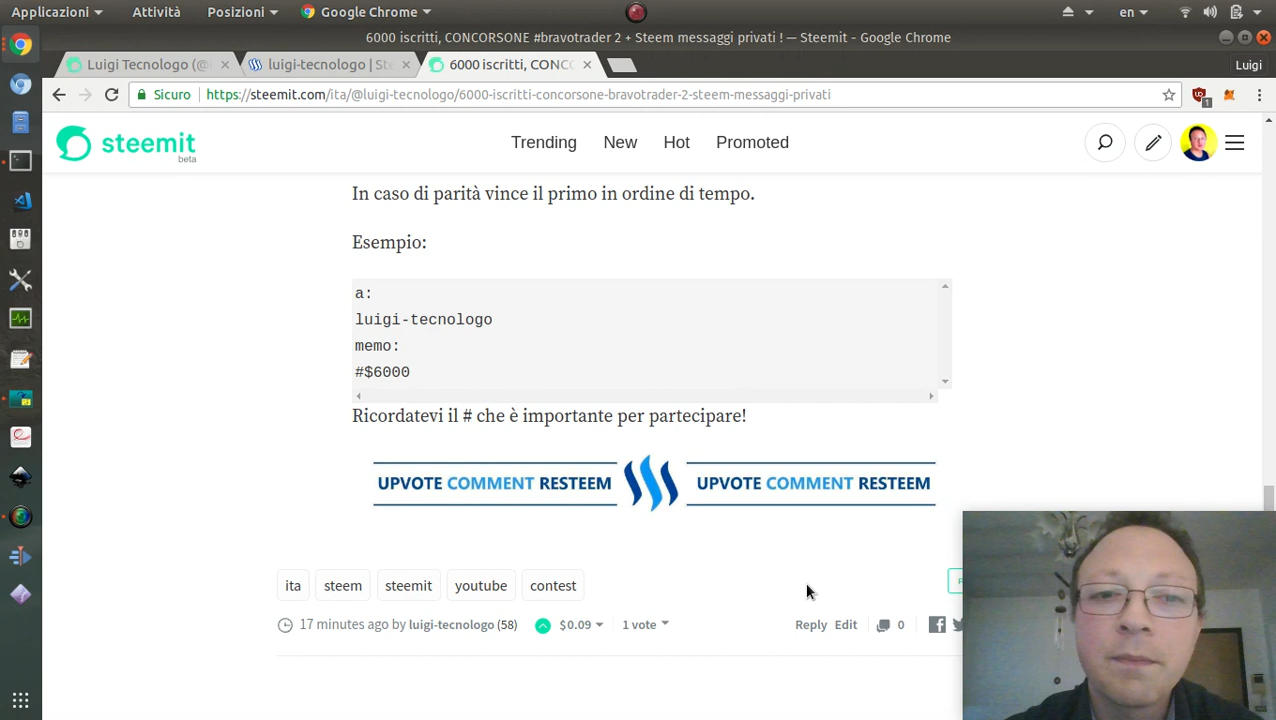 Applicazioni
Attività
Posizioni
Google Chrome
en
6000 iscritti, CONCORSONE #bravotrader 2 + Steem messaggi privati ! — Steemit - Google Chrome
Luigi Tecnologo (@
luigi-tecnologo | Ste
6000 iscritti, CONC
Luigi
Sicuro
https://steemit.com/ita/@luigi-tecnologo/6000-iscritti-concorsone-bravotrader-2-steem-messaggi-privati
1
steemit
beta
Trending
New
Hot
Promoted
In caso di parità vince il primo in ordine di tempo.
Esempio:
a:
luigi-tecnologo
memo:
#$6000
Ricordatevi il # che è importante per partecipare!
UPVOTE COMMENT RESTEEM
UPVOTE COMMENT RESTEEM
ita
steem
steemit
youtube
contest
17 minutes ago by luigi-tecnologo (58)
$0.09
1 vote
Reply
Edit
0